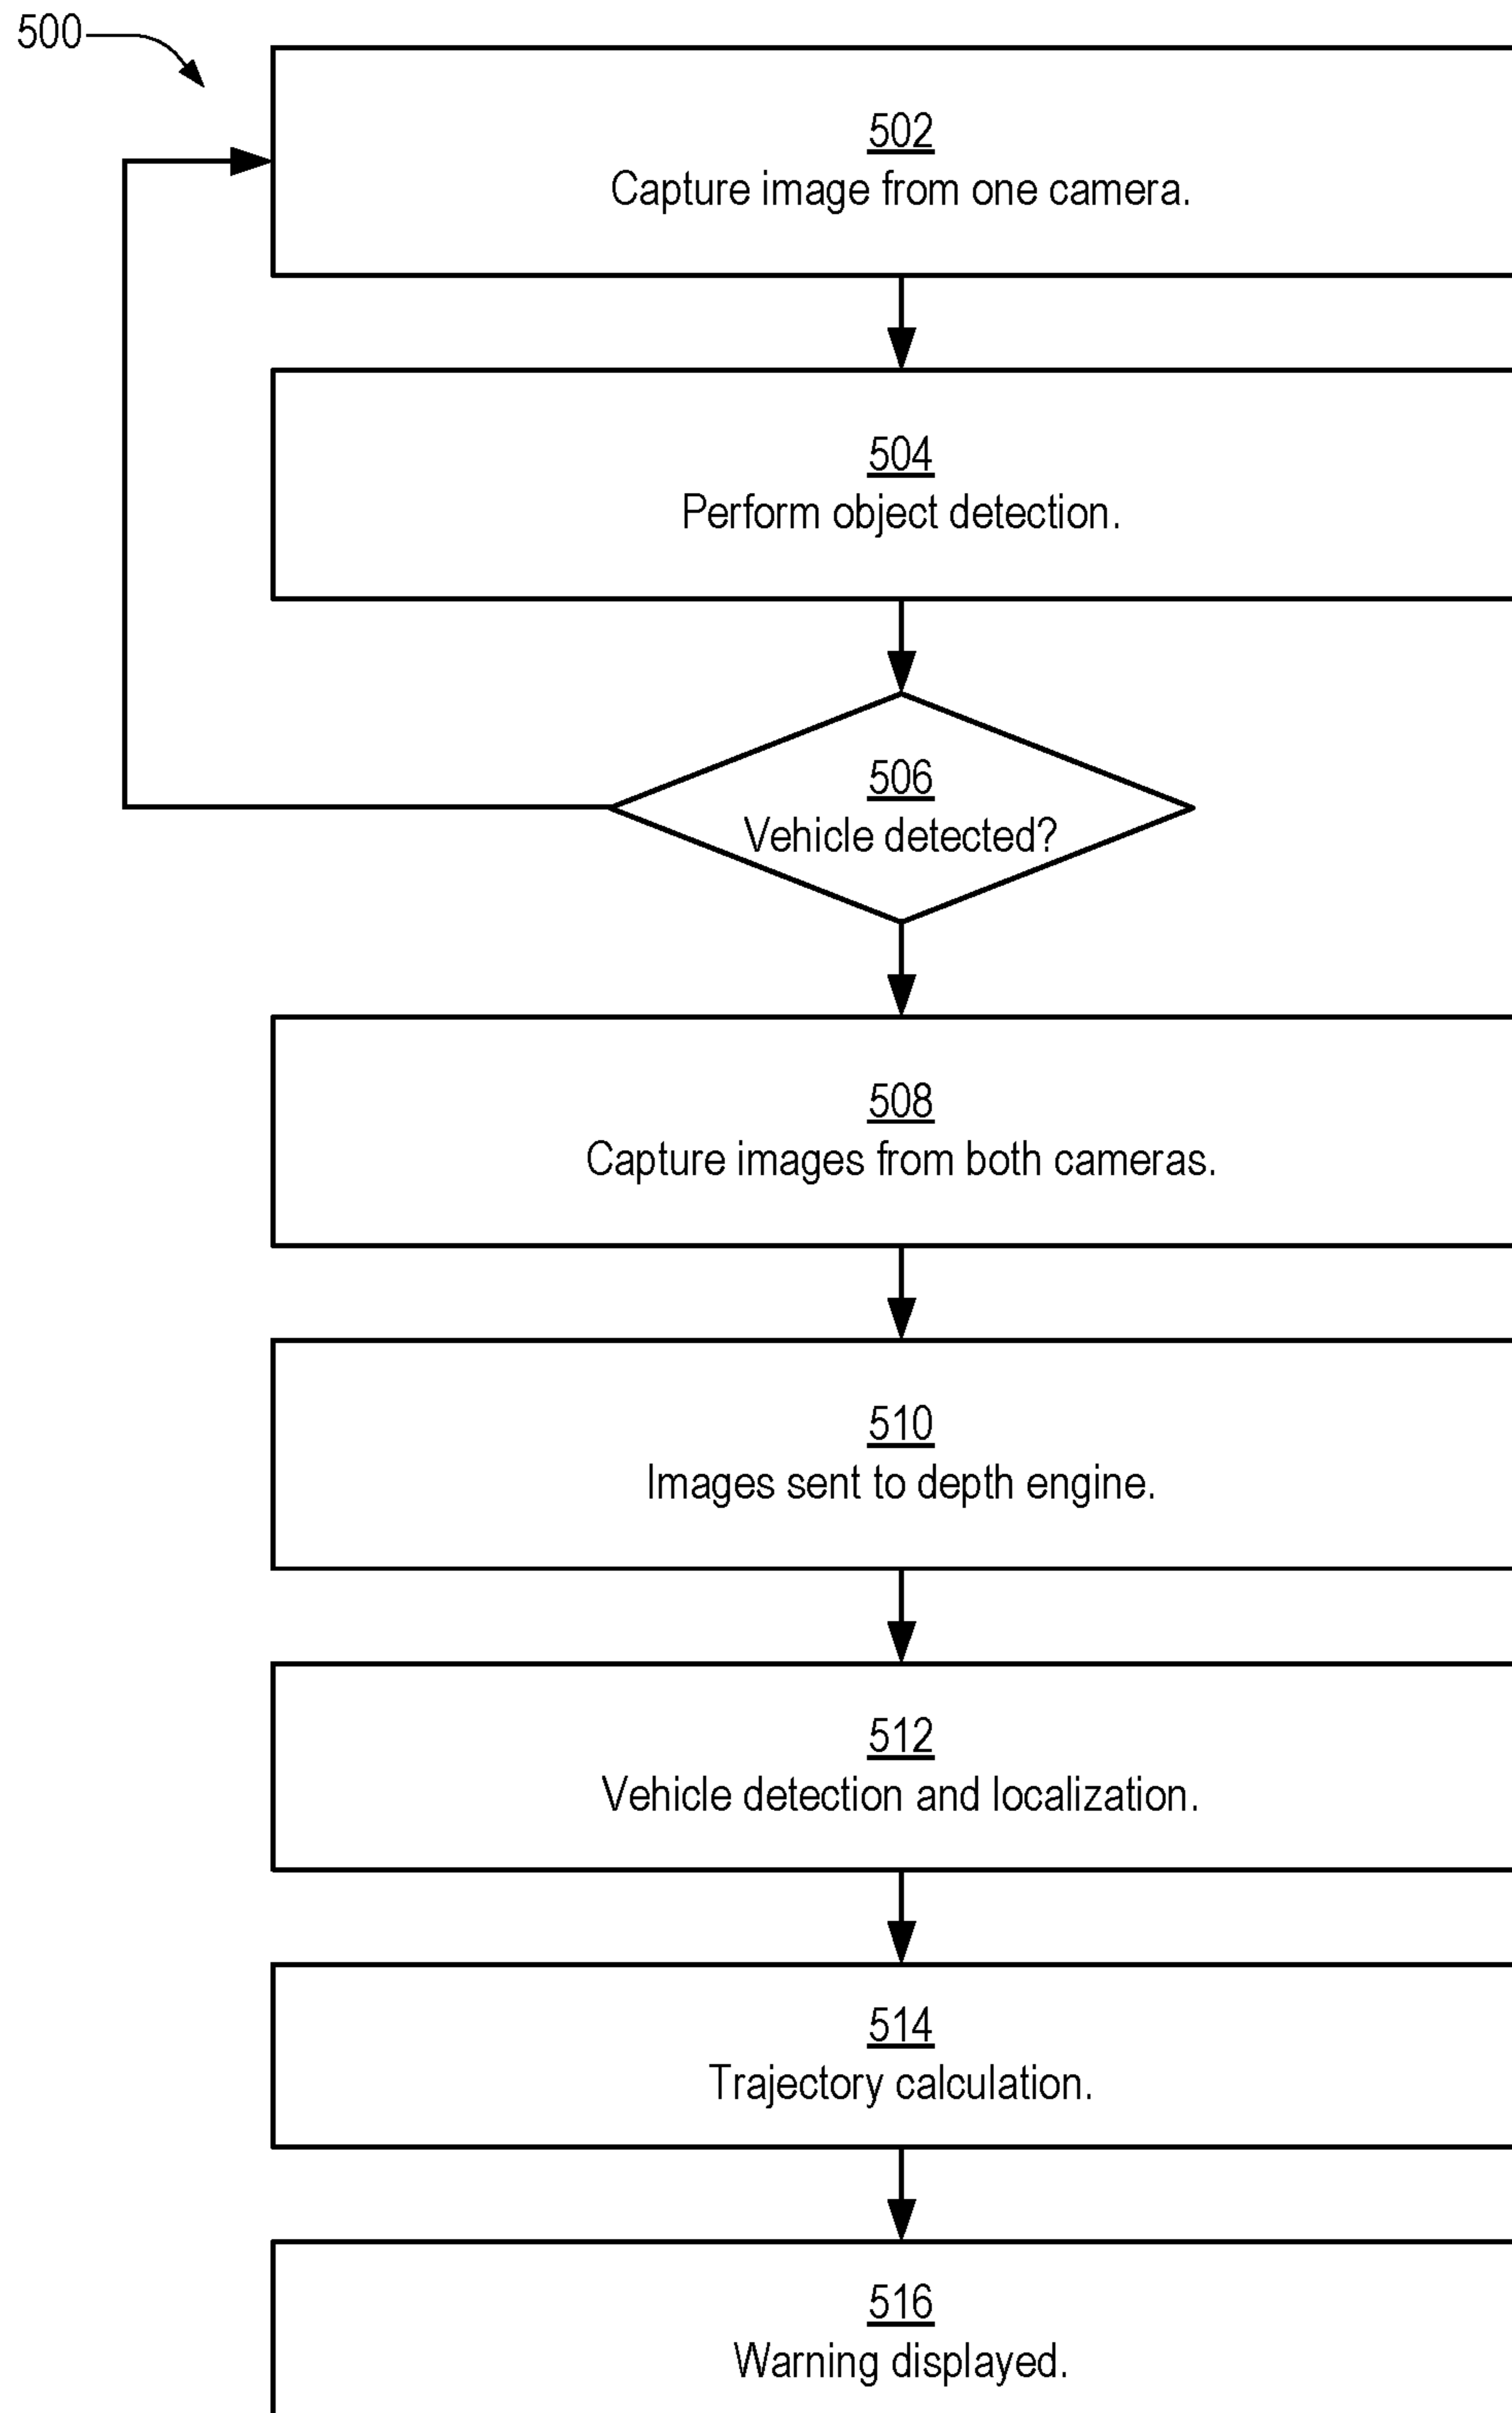 500
502
Capture image from one camera.
504
Perform object detection.
506
Vehicle detected?
508
Capture images from both cameras.
510
Images sent to depth engine.
512
Vehicle detection and localization.
514
Trajectory calculation.
516
Warning displayed.